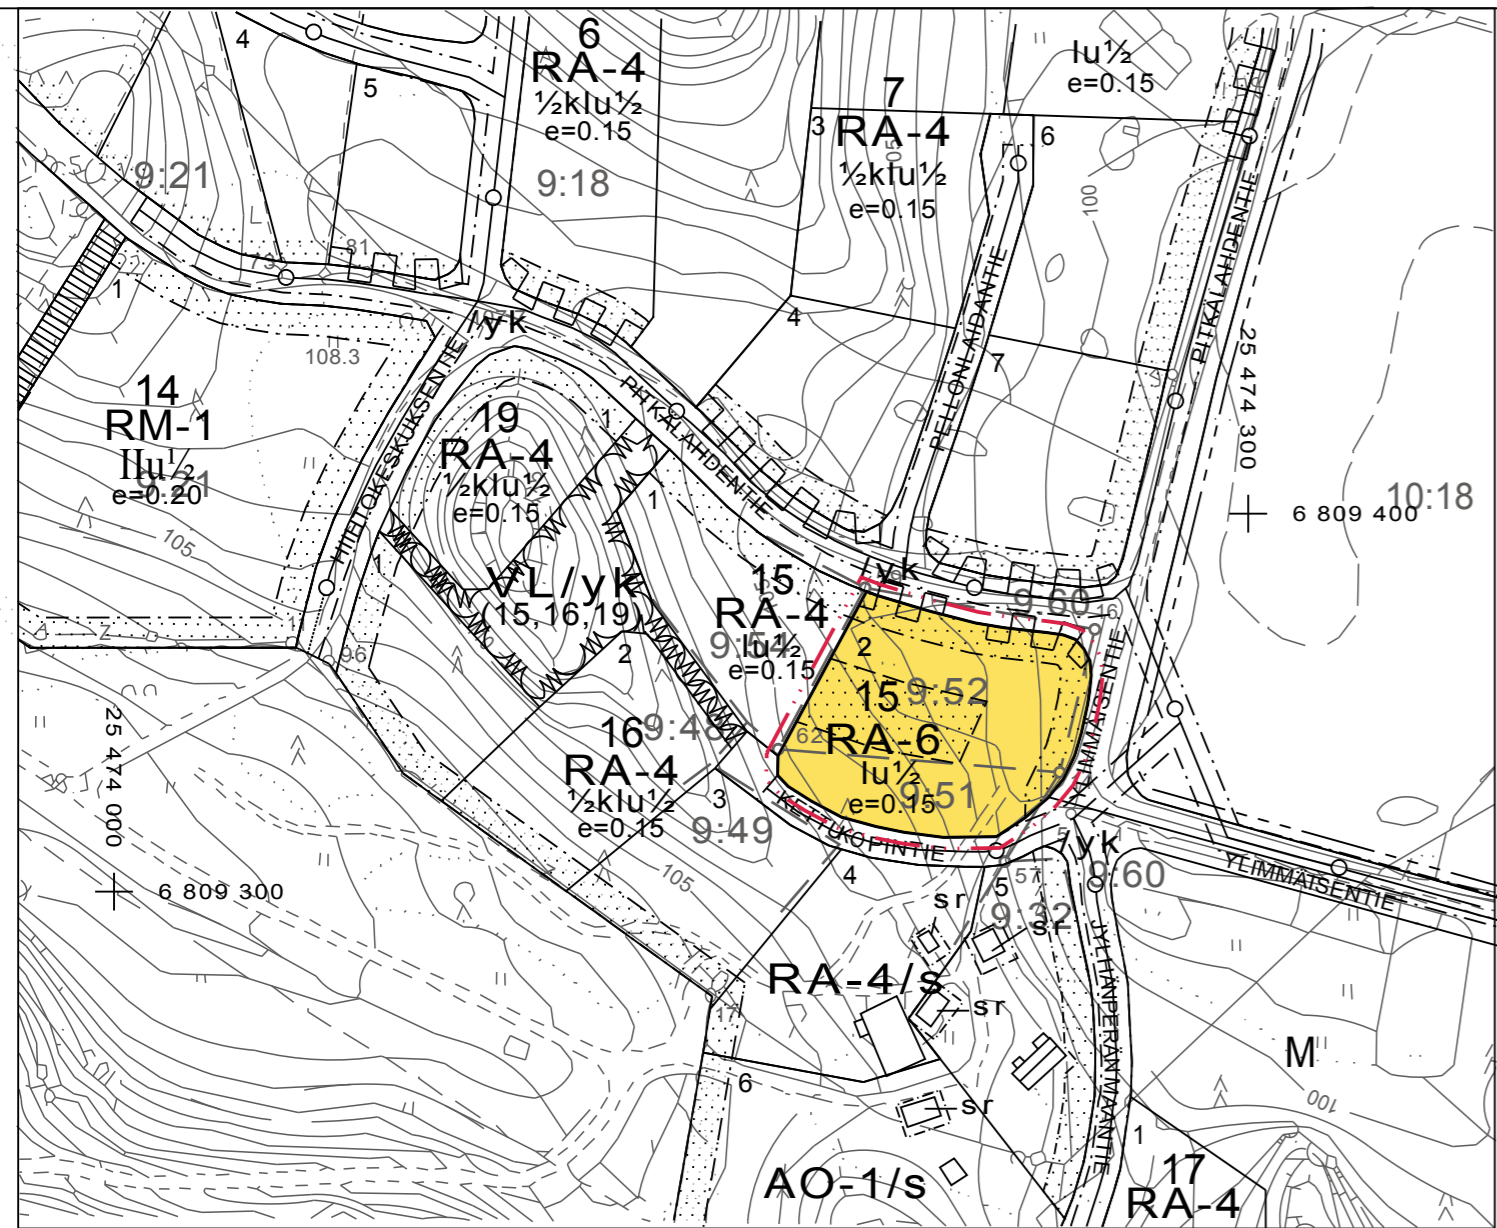 4
5
6
RA-4
½klu½
e=0.15
9:18
9:21
7
RA-4
½klu½
e=0.15
3
6
lu½
e=0.15
100
PITKÄLAHDENTIE
PELLONLAIDANTIE
81
73
1
108.3
/yk
4
7
25 474 300
6 809 400
10:18
14
RM-1
IIu½
9:21
e=0.20
105
HIIHTOKESKUKSENTIE
19
RA-4
½klu½
e=0.15
1
PITKÄLAHDENTIE
1
1
VL/yk
(15,16,19)
15
RA-4
9:54
lu½
e=0.15
/yk
9:60
16
96
2
2
15
9:52
RA-6
lu½
9:51
e=0.15
62
YLIMMÄISENTIE
25 474 000
6 809 300
16
9:48
RA-4
½klu½
e=0.15
3
9:49
105
KETTUKOPINTIE
4
5
57
/yk
9:60
9:32
YLIMMÄISENTIE
sr
sr
RA-4/s
sr
17
JYLHÄNPERÄNMAANTIE
M
100
6
sr
1
AO-1/s
17
RA-4